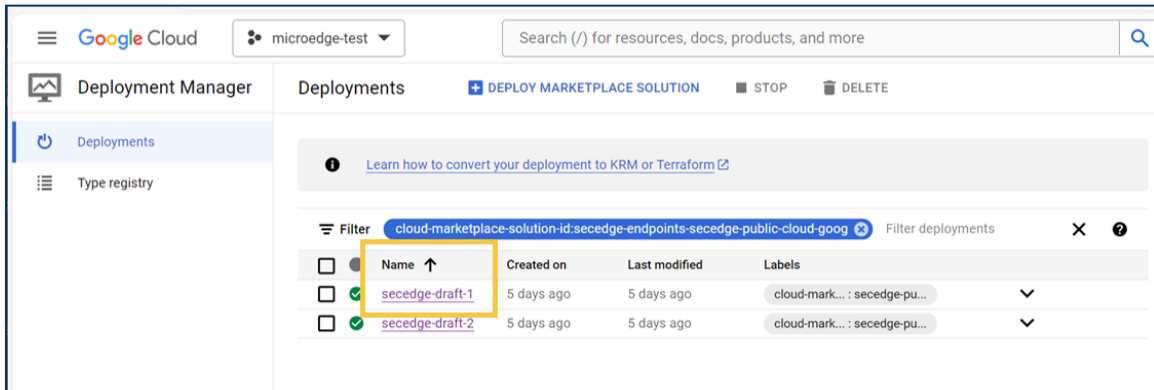 Google Cloud
microedge-test
Search (/) for resources, docs, products, and more
Deployment Manager
Deployments
DEPLOY MARKETPLACE SOLUTION
STOP
DELETE
Deployments
Type registry
Learn how to convert your deployment to KRM or Terraform
Filter cloud-marketplace-solution-id:secedge-endpoints-secedge-public-cloud-goog Filter deployments
Name Created on Last modified Labels
secedge-draft-1 5 days ago 5 days ago cloud-mark... : secedge-pu...
secedge-draft-2 5 days ago 5 days ago cloud-mark... : secedge-pu...